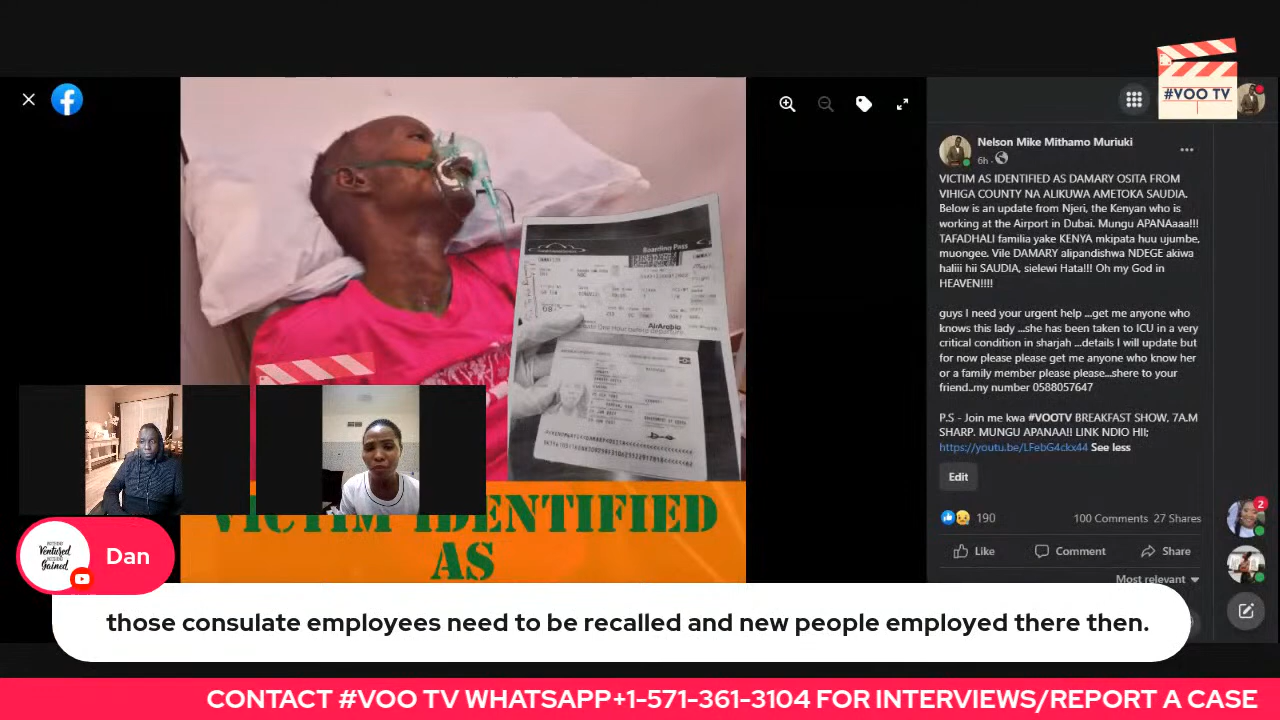 #VOO TV
Nelson Mike Mithamo Muriuki
6h
VICTIM AS IDENTIFIED AS DAMARY OSITA FROM
VIHIGA COUNTY NA ALIKUWA AMETOKA SAUDIA.
Below is an update from Njeri, the Kenyan who is
working at the Airport in Dubai. Mungu APANAaaa!!!
TAFADHALI familia yake KENYA mkipata huu ujumbe,
muongee. Vile DAMARY alipandishwa NDEGE akiwa
haliii hii SAUDIA, sielewi Hata!!! Oh my God in
HEAVEN!!!!
guys I need your urgent help ...get me anyone who
knows this lady ...she has been taken to ICU in a very
critical condition in sharjah ...details I will update but
for now please please get me anyone who know her
or a family member please please...shere to your
friend..my number 0588057647
P.S - Join me kwa #VOOTV BREAKFAST SHOW, 7A.M
SHARP. MUNGU APANAA!! LINK NDIO HII;
https://youtu.be/LFebG4ckx44 See less
Edit
190 100 Comments 27 Shares
Like Comment Share
Most relevant
2
Boarding Pass
AirArabia
VICTIM IDENTIFIED
AS
Ventured
Gained
Dan
those consulate employees need to be recalled and new people employed there then.
CONTACT #VOO TV WHATSAPP+1-571-361-3104 FOR INTERVIEWS/REPORT A CASE